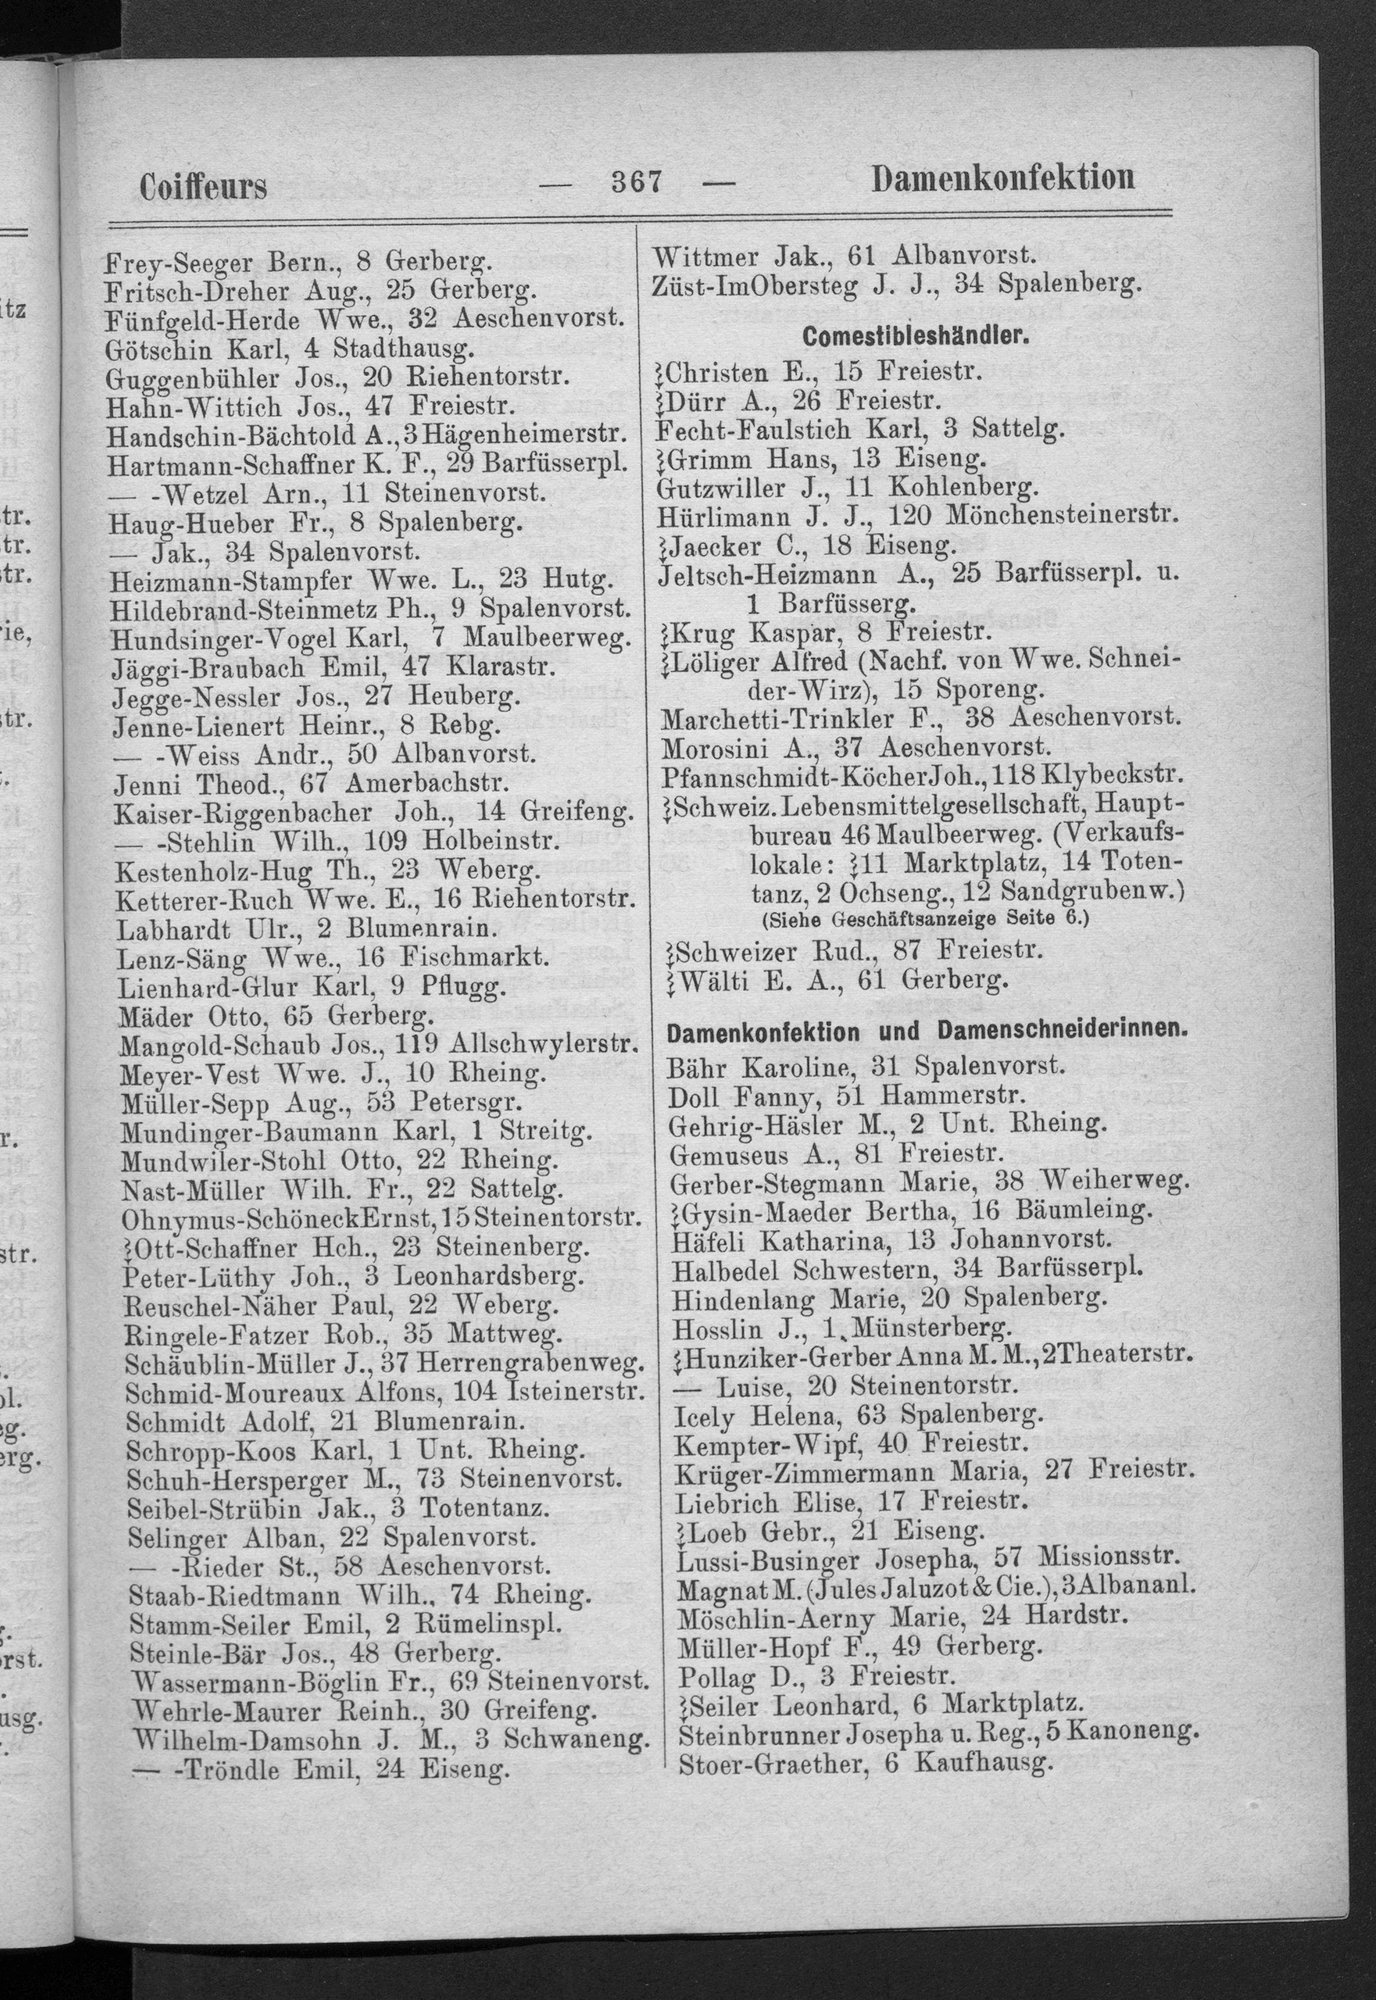 Coiffeurs — 367 — Damenkonfektion
Frey-Seeger Bern., 8 Gerberg.
Fritsch-Dreher Aug., 25 Gerberg.
Fünfgeld-Herde Wwe., 32 Aeschenvorst.
Götschin Karl, 4 Stadthausg.
Guggenbühler Jos., 20 Riehentorstr.
Hahn-Wittich Jos., 47 Freiestr.
Handschin-Bächtold A., 3 Hägenheimerstr.
Hartmann-Schaffner K. F., 29 Barfüsserpl.
— -Wetzel Arn., 11 Steinenvorst.
Haug-Hueber Fr., 8 Spalenberg.
— Jak., 34 Spalenvorst.
Heizmann-Stampfer Wwe. L., 23 Hutg.
Hildebrand-Steinmetz Ph., 9 Spalenvorst.
Hundsinger-Vogel Karl, 7 Maulbeerweg.
Jäggi-Braubach Emil, 47 Klarastr.
Jegge-Nessler Jos., 27 Heuberg.
Jenne-Lienert Heinr., 8 Rebg.
— -Weiss Andr., 50 Albanvorst.
Jenni Theod., 67 Amerbachstr.
Kaiser-Riggenbacher Joh., 14 Greifeng.
— -Stehlin Wilh., 109 Holbeinstr.
Kestenholz-Hug Th., 23 Weberg.
Ketterer-Ruch Wwe. E., 16 Riehentorstr.
Labhardt Ulr., 2 Blumenrain.
Lenz-Säng Wwe., 16 Fischmarkt.
Lienhard-Glur Karl, 9 Pflugg.
Mäder Otto, 65 Gerberg.
Mangold-Schaub Jos., 119 Allschwylerstr.
Meyer-Vest Wwe. J., 10 Rheing.
Müller-Sepp Aug., 53 Petersgr.
Mundinger-Baumann Karl, 1 Streitg.
Mundwiler-Stohl Otto, 22 Rheing.
Nast-Müller Wilh. Fr., 22 Sattelg.
Ohnymus-Schöneck Ernst, 15 Steinentorstr.
⸾Ott-Schaffner Hch., 23 Steinenberg.
Peter-Lüthy Joh., 3 Leonhardsberg.
Reuschel-Näher Paul, 22 Weberg.
Ringele-Fatzer Rob., 35 Mattweg.
Schäublin-Müller J., 37 Herrengrabenweg.
Schmid-Moureaux Alfons, 104 Isteinerstr.
Schmidt Adolf, 21 Blumenrain.
Schropp-Koos Karl, 1 Unt. Rheing.
Schuh-Hersperger M., 73 Steinenvorst.
Seibel-Strübin Jak., 3 Totentanz.
Selinger Alban, 22 Spalenvorst.
— -Rieder St., 58 Aeschenvorst.
Staab-Riedtmann Wilh., 74 Rheing.
Stamm-Seiler Emil, 2 Rümelinspl.
Steinle-Bär Jos., 48 Gerberg.
Wassermann-Böglin Fr., 69 Steinenvorst.
Wehrle-Maurer Reinh., 30 Greifeng.
Wilhelm-Damsohn J. M., 3 Schwaneng.
— -Tröndle Emil, 24 Eiseng.
Wittmer Jak., 61 Albanvorst.
Züst-ImObersteg J. J., 34 Spalenberg.
Comestibleshändler.
⸾Christen E., 15 Freiestr.
⸾Dürr A., 26 Freiestr.
Fecht-Faulstich Karl, 3 Sattelg.
⸾Grimm Hans, 13 Eiseng.
Gutzwiller J., 11 Kohlenberg.
Hürlimann J. J., 120 Mönchensteinerstr.
⸾Jaecker C., 18 Eiseng.
Jeltsch-Heizmann A., 25 Barfüsserpl. u.
1 Barfüsserg.
⸾Krug Kaspar, 8 Freiestr.
⸾Löliger Alfred (Nachf. von Wwe. Schnei-
der-Wirz), 15 Sporeng.
Marchetti-Trinkler F., 38 Aeschenvorst.
Morosini A., 37 Aeschenvorst.
Pfannschmidt-Köcher Joh., 118 Klybeckstr.
⸾Schweiz. Lebensmittelgesellschaft, Haupt-
bureau 46 Maulbeerweg. (Verkaufs-
lokale: ⸾11 Marktplatz, 14 Toten-
tanz, 2 Ochseng., 12 Sandgrubenw.)
(Siehe Geschäftsanzeige Seite 6.)
⸾Schweizer Rud., 87 Freiestr.
⸾Wälti E. A., 61 Gerberg.
Damenkonfektion und Damenschneiderinnen.
Bähr Karoline, 31 Spalenvorst.
Doll Fanny, 51 Hammerstr.
Gehrig-Häsler M., 2 Unt. Rheing.
Gemuseus A., 81 Freiestr.
Gerber-Stegmann Marie, 38 Weiherweg.
⸾Gysin-Maeder Bertha, 16 Bäumleing.
Häfeli Katharina, 13 Johannvorst.
Halbedel Schwestern, 34 Barfüsserpl.
Hindenlang Marie, 20 Spalenberg.
Hosslin J., 1 Münsterberg.
⸾Hunziker-Gerber Anna M. M., 2 Theaterstr.
— Luise, 20 Steinentorstr.
Icely Helena, 63 Spalenberg.
Kempter-Wipf, 40 Freiestr.
Krüger-Zimmermann Maria, 27 Freiestr.
Liebrich Elise, 17 Freiestr.
⸾Loeb Gebr., 21 Eiseng.
Lussi-Businger Josepha, 57 Missionsstr.
Magnat M. (Jules Jaluzot & Cie.), 3 Albananl.
Möschlin-Aerny Marie, 24 Hardstr.
Müller-Hopf F., 49 Gerberg.
Pollag D., 3 Freiestr.
⸾Seiler Leonhard, 6 Marktplatz.
Steinbrunner Josepha u. Reg., 5 Kanoneng.
Stoer-Graether, 6 Kaufhausg.